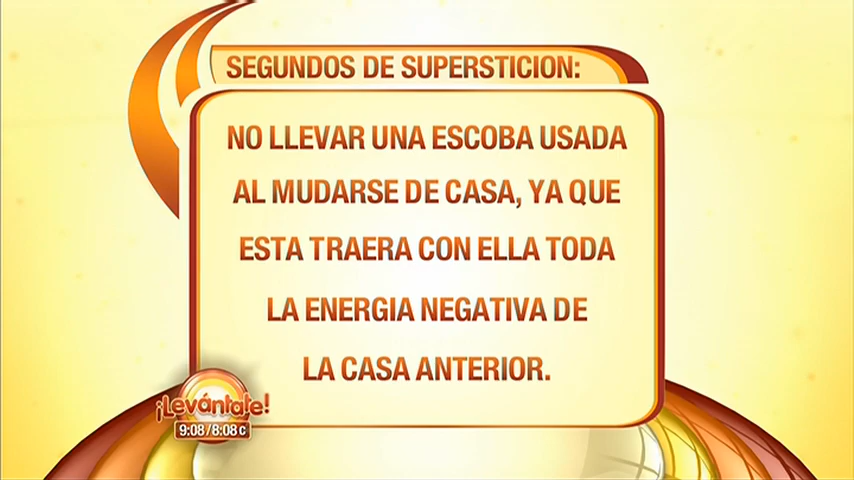 SEGUNDOS DE SUPERSTICION:
NO LLEVAR UNA ESCOBA USADA
AL MUDARSE DE CASA, YA QUE
ESTA TRAERA CON ELLA TODA
LA ENERGIA NEGATIVA DE
LA CASA ANTERIOR.
¡Levántate!
9:08/8:08 C